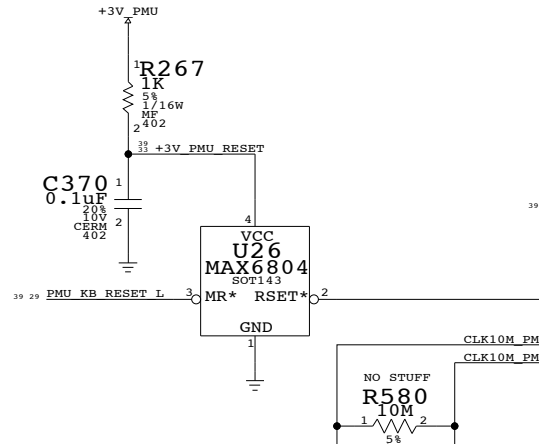 +3V_PMU
1
R267
1K
5%
1/16W
MF
402
2
39
33
+3V_PMU_RESET
C370
0.1uF
20%
10V
CERM
402
1
2
39
4
VCC
U26
MAX6804
SOT143
39 29 PMU_KB_RESET_L
3
MR*
RSET*
2
GND
1
CLK10M_PM
CLK10M_PM
NO STUFF
R580
10M
1
2
5%